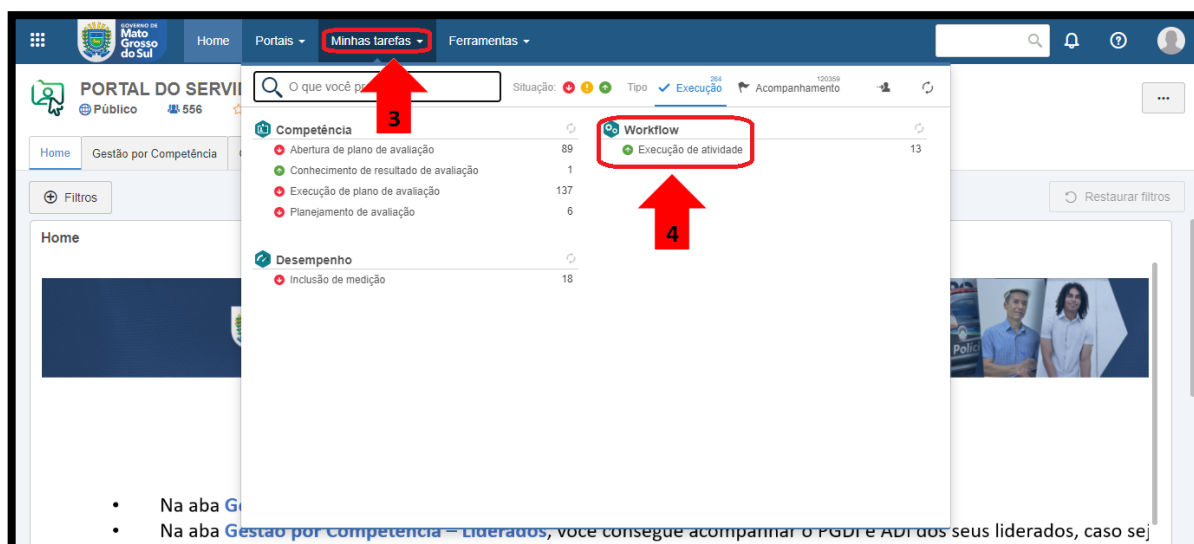 GOVERNO DE
Mato
Grosso
do Sul
Home Portais Minhas tarefas Ferramentas
PORTAL DO SERVI
Público 556
O que você p
Situação: Tipo Execução 264 Acompanhamento 120359
3
Home Gestão por Competência
Filtros
Restaurar filtros
Competência
Abertura de plano de avaliação 89
Conhecimento de resultado de avaliação 1
Execução de plano de avaliação 137
Planejamento de avaliação 6
Workflow
Execução de atividade 13
4
Desempenho
Inclusão de medição 18
Home
Políci
• Na aba G
• Na aba Gestão por Competência – Liderados, você consegue acompanhar o PGDI e ADI dos seus liderados, caso sej